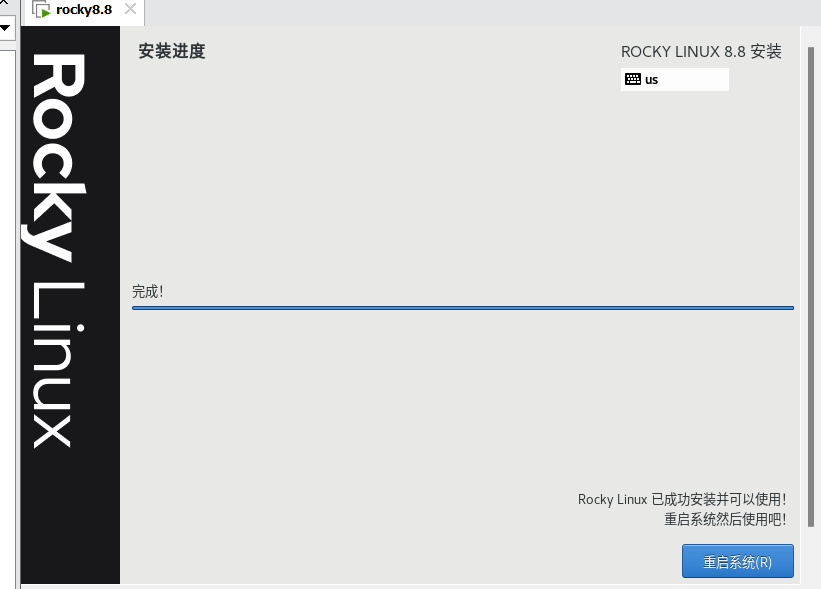 rocky8.8
Rocky Linux
安装进度
ROCKY LINUX 8.8 安装
us
完成！
Rocky Linux 已成功安装并可以使用！
重启系统然后使用吧！
重启系统(R)